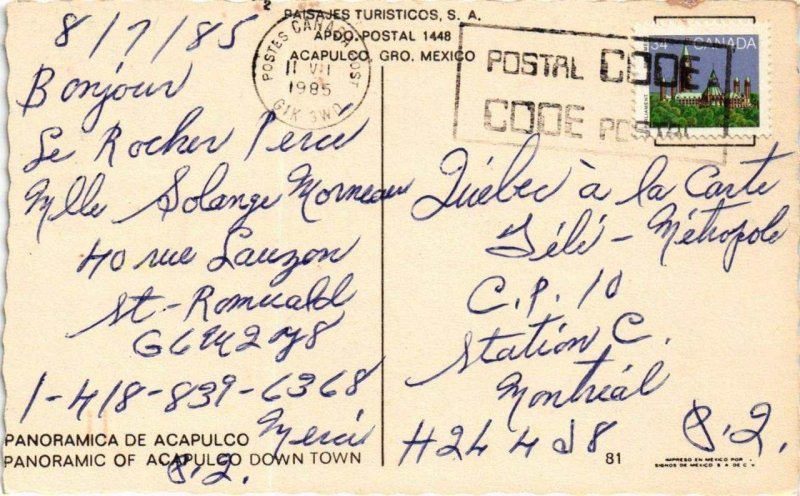 PAISAJES TURISTICOS, S. A.
APDO. POSTAL 1448
ACAPULCO, GRO. MEXICO
POSTES CANADA POST
11 VII
1985
G1K 3W0
POSTAL CODE
CODE POSTAL
34 CANADA
8/7/85
Bonjour
Le Rocher Percé
Mlle Solange Morneau
40 rue Lauzon
St-Romuald
1-418-839-6368
Merci
P.Q.
Québec à la Carte
Télé-Métropole
C.P. 10
Station C.
Montréal
P.Q.
H2L 4J8
PANORAMICA DE ACAPULCO
PANORAMIC OF ACAPULCO DOWN TOWN
81
IMPRESO EN MEXICO POR
SIGNOS DE MEXICO S A DE C V